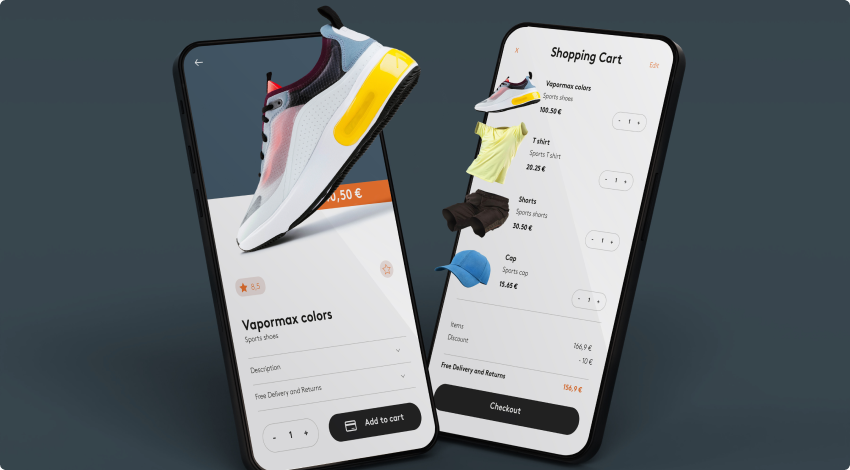 0,50 €
8.5
Vapormax colors
Sports shoes
Description
Free Delivery and Returns
- 1 +
Add to cart
x
Shopping Cart
Edit
Vapormax colors
Sports shoes
100.50 €
- 1 +
T shirt
Sports T shirt
20.25 €
- 1 +
Shorts
Sports shorts
30.50 €
- 1 +
Cap
Sports cap
15.65 €
- 1 +
Items
166,9 €
Discount
- 10 €
Free Delivery and Returns
156,9 €
Checkout